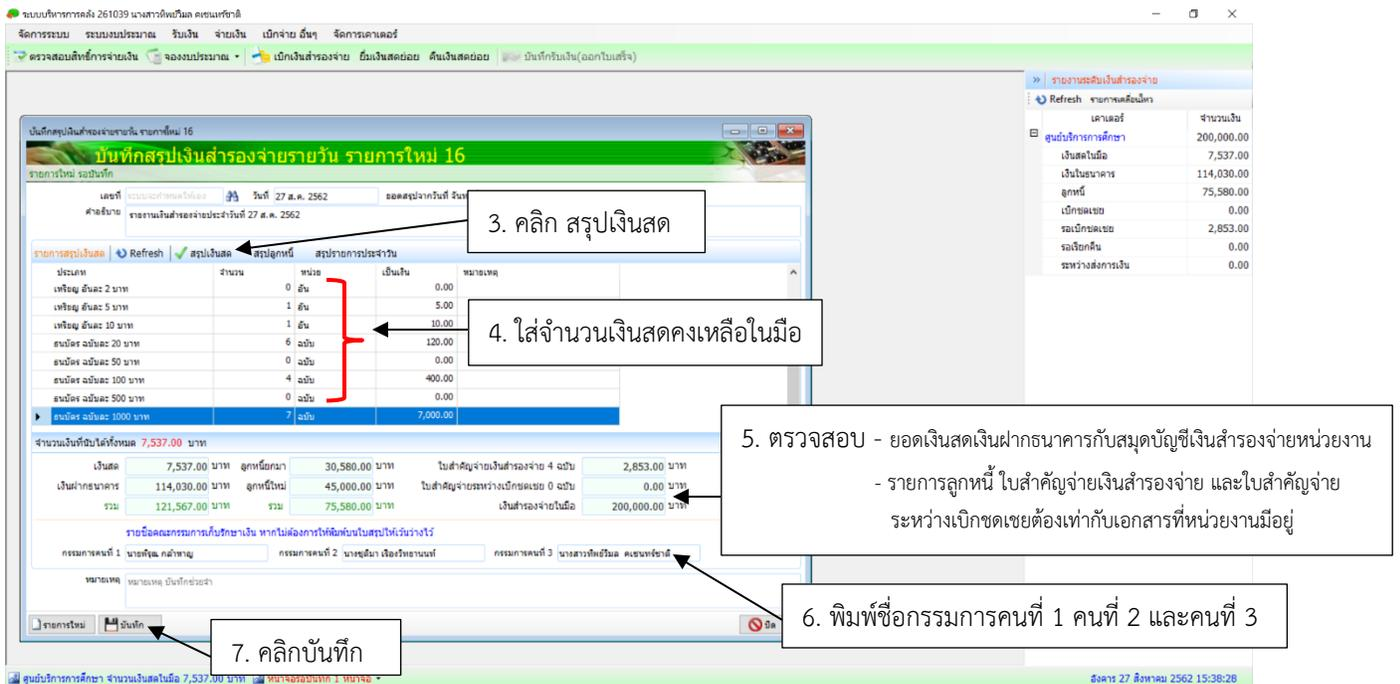 ระบบบริหารการคลัง 261039 นางสาวทิพย์วิมล คเชนทร์ชาติ
จัดการระบบ ระบบงบประมาณ รับเงิน จ่ายเงิน เบิกจ่าย อื่นๆ จัดการเคาเตอร์
ตรวจสอบสิทธิ์การจ่ายเงิน จองงบประมาณ เบิกเงินสำรองจ่าย ยืมเงินสดย่อย คืนเงินสดย่อย บันทึกรับเงิน(ออกใบเสร็จ)
» รายงานระดับเงินสำรองจ่าย
Refresh รายการเคลื่อนไหว
เคาเตอร์ จำนวนเงิน
ศูนย์บริการการศึกษา 200,000.00
เงินสดในมือ 7,537.00
เงินในธนาคาร 114,030.00
ลูกหนี้ 75,580.00
เบิกชดเชย 0.00
รอเบิกชดเชย 2,853.00
รอเรียกคืน 0.00
ระหว่างส่งการเงิน 0.00
บันทึกสรุปเงินสำรองจ่ายรายวัน รายการใหม่ 16
บันทึกสรุปเงินสำรองจ่ายรายวัน รายการใหม่ 16
รายการใหม่ รอบันทึก
เลขที่ ระบบจะกำหนดให้เอง วันที่ 27 ส.ค. 2562 ยอดสรุปจากวันที่
คำอธิบาย รายงานเงินสำรองจ่ายประจำวันที่ 27 ส.ค. 2562
3. คลิก สรุปเงินสด
รายการสรุปเงินสด Refresh สรุปเงินสด สรุปลูกหนี้ สรุปรายการประจำวัน
ประเภท จำนวน หน่วย เป็นเงิน หมายเหตุ
เหรียญ อันละ 2 บาท 0 อัน 0.00
เหรียญ อันละ 5 บาท 1 อัน 5.00
เหรียญ อันละ 10 บาท 1 อัน 10.00
ธนบัตร ฉบับละ 20 บาท 6 ฉบับ 120.00
ธนบัตร ฉบับละ 50 บาท 0 ฉบับ 0.00
ธนบัตร ฉบับละ 100 บาท 4 ฉบับ 400.00
ธนบัตร ฉบับละ 500 บาท 0 ฉบับ 0.00
ธนบัตร ฉบับละ 1000 บาท 7 ฉบับ 7,000.00
4. ใส่จำนวนเงินสดคงเหลือในมือ
จำนวนเงินที่นับได้ทั้งหมด 7,537.00 บาท
เงินสด 7,537.00 บาท ลูกหนี้ยกมา 30,580.00 บาท ใบสำคัญจ่ายเงินสำรองจ่าย 4 ฉบับ 2,853.00 บาท
เงินฝากธนาคาร 114,030.00 บาท ลูกหนี้ใหม่ 45,000.00 บาท ใบสำคัญจ่ายระหว่างเบิกชดเชย 0 ฉบับ 0.00 บาท
รวม 121,567.00 บาท รวม 75,580.00 บาท เงินสำรองจ่ายในมือ 200,000.00 บาท
5. ตรวจสอบ - ยอดเงินสดเงินฝากธนาคารกับสมุดบัญชีเงินสำรองจ่ายหน่วยงาน
- รายการลูกหนี้ ใบสำคัญจ่ายเงินสำรองจ่าย และใบสำคัญจ่าย
ระหว่างเบิกชดเชยต้องเท่ากับเอกสารที่หน่วยงานมีอยู่
รายชื่อคณะกรรมการเก็บรักษาเงิน หากไม่ต้องการให้พิมพ์บนใบสรุปให้เว้นว่างไว้
กรรมการคนที่ 1 กรรมการคนที่ 2 กรรมการคนที่ 3 นางสาวทิพย์วิมล คเชนทร์ชาติ
หมายเหตุ หมายเหตุ บันทึกช่วยจำ
6. พิมพ์ชื่อกรรมการคนที่ 1 คนที่ 2 และคนที่ 3
รายการใหม่ บันทึก ปิด
7. คลิกบันทึก
ศูนย์บริการการศึกษา จำนวนเงินสดในมือ 7,537.00 บาท หน้าจอรอบันทึก 1 หน้าจอ
อังคาร 27 สิงหาคม 2562 15:38:28